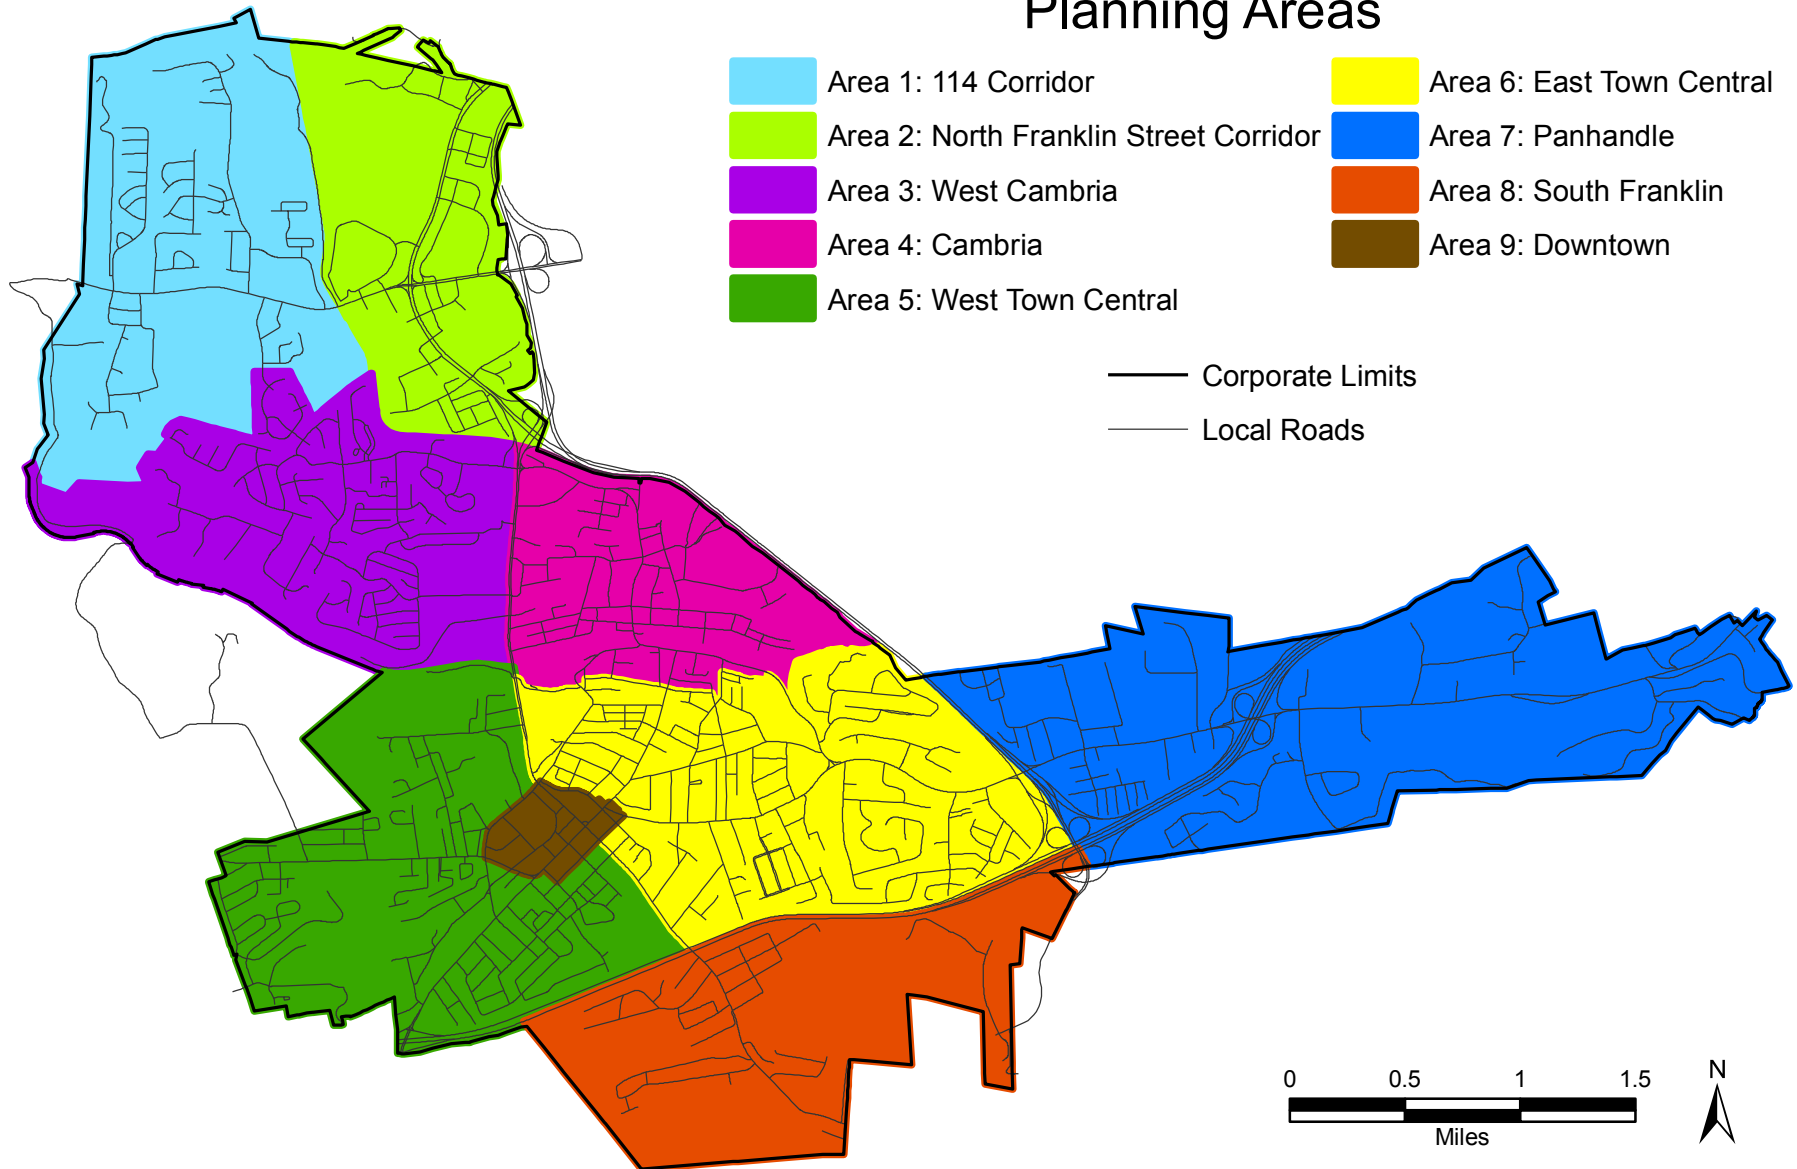 Planning Areas
Area 1: 114 Corridor
Area 2: North Franklin Street Corridor
Area 3: West Cambria
Area 4: Cambria
Area 5: West Town Central
Area 6: East Town Central
Area 7: Panhandle
Area 8: South Franklin
Area 9: Downtown
Corporate Limits
Local Roads
0 0.5 1 1.5
Miles
N